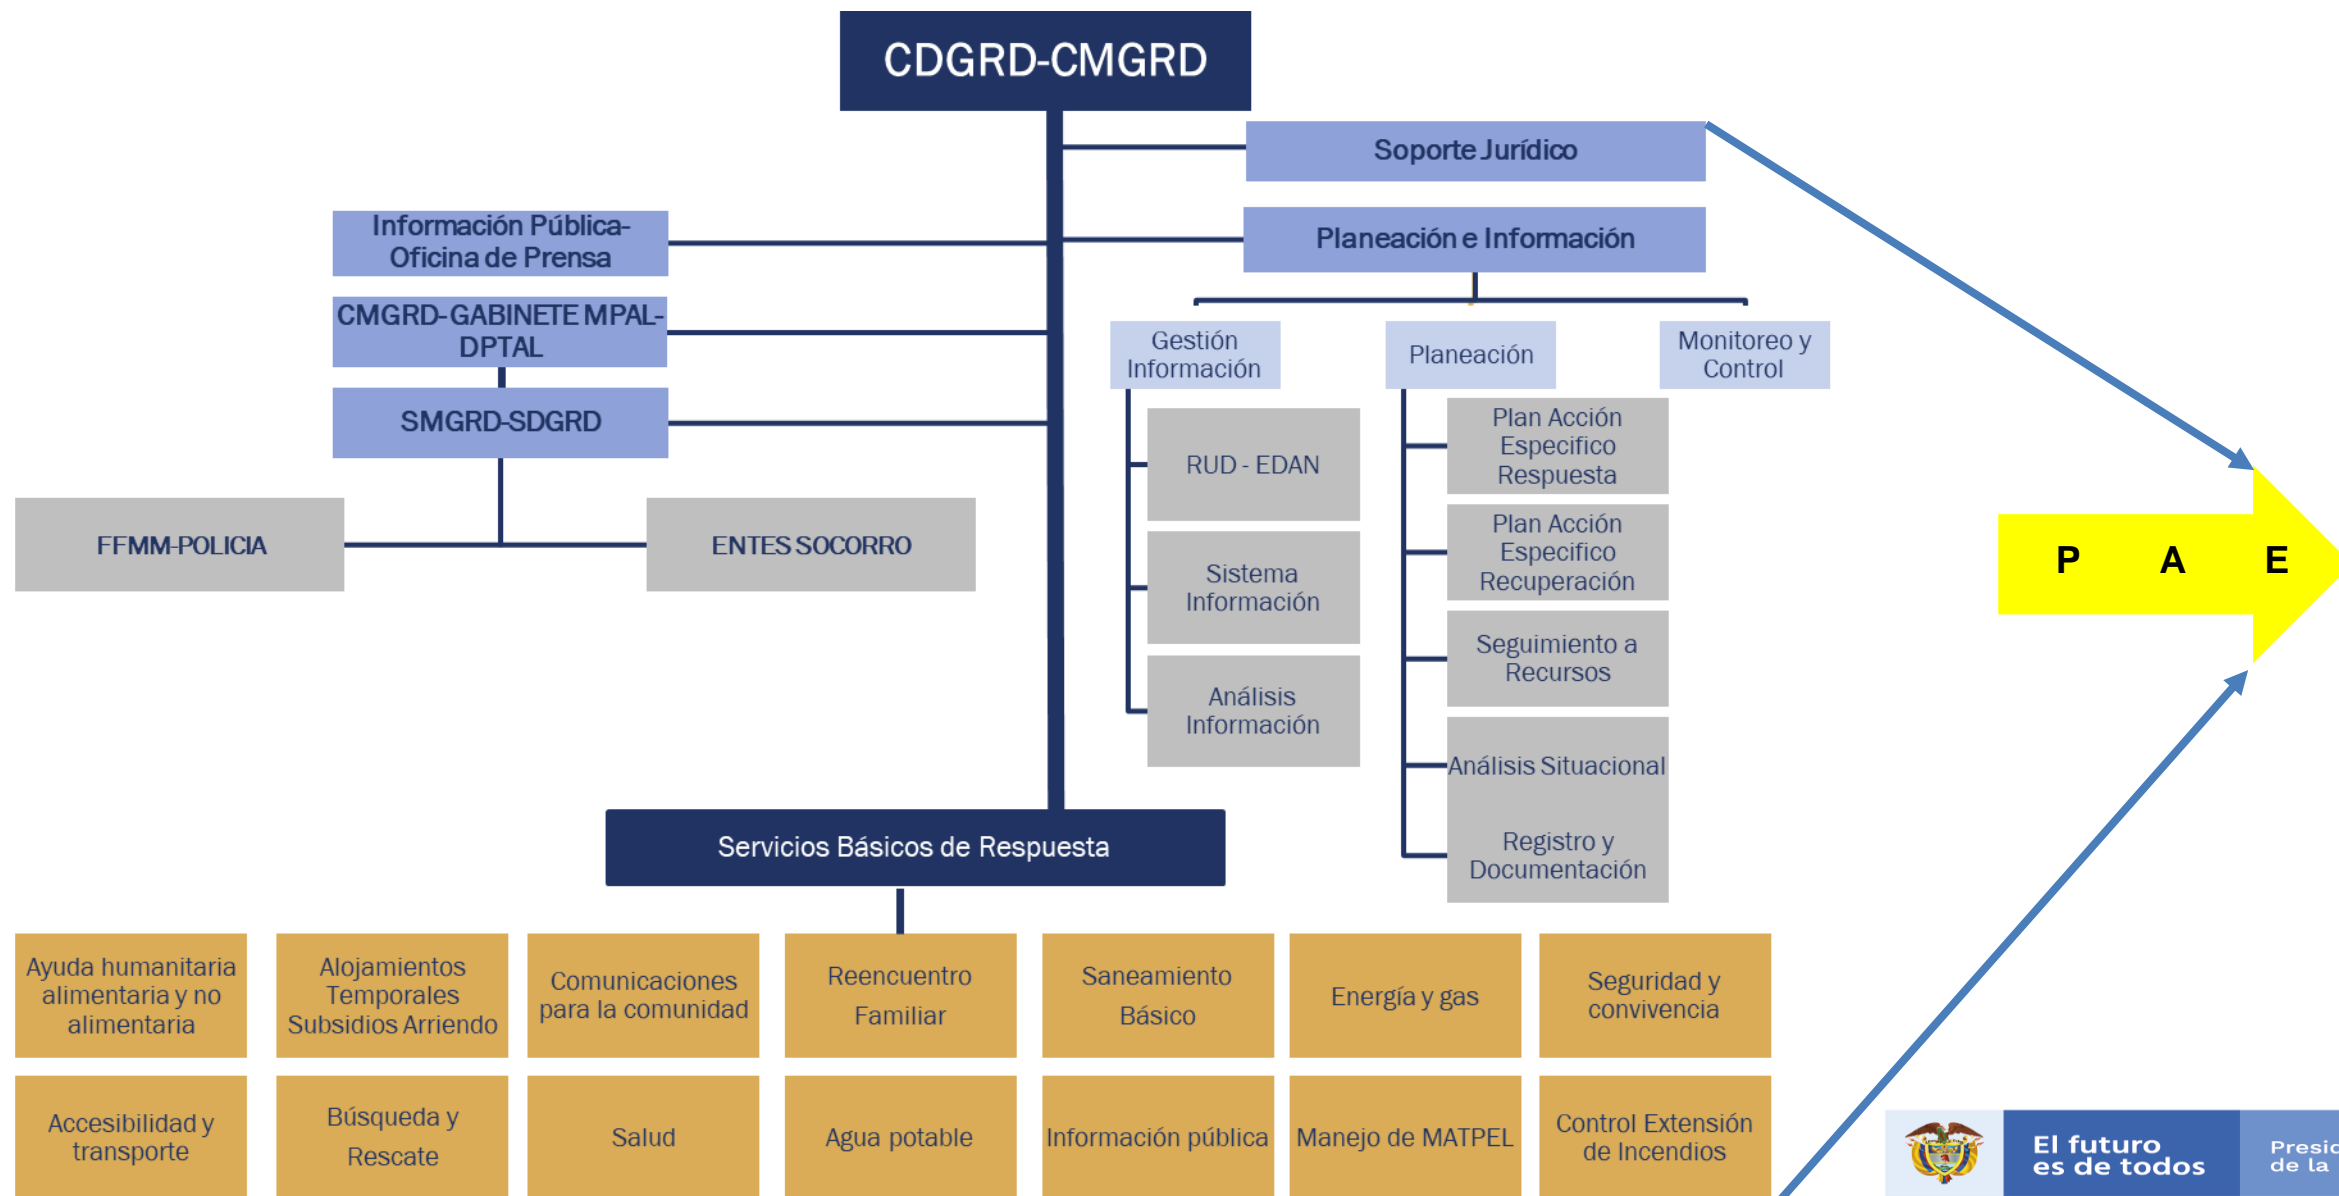 CDGRD-CMGRD
Soporte Jurídico
Información Pública-
Oficina de Prensa
Planeación e Información
CMGRD- GABINETE MPAL-
DPTAL
SMGRD-SDGRD
FFMM-POLICIA
ENTES SOCORRO
Gestión
Información
Planeación
Monitoreo y
Control
RUD - EDAN
Sistema
Información
Análisis
Información
Plan Acción
Especifico
Respuesta
Plan Acción
Especifico
Recuperación
Seguimiento a
Recursos
Análisis Situacional
Registro y
Documentación
P A E
Servicios Básicos de Respuesta
Ayuda humanitaria
alimentaria y no
alimentaria
Alojamientos
Temporales
Subsidios Arriendo
Comunicaciones
para la comunidad
Reencuentro
Familiar
Saneamiento
Básico
Energía y gas
Seguridad y
convivencia
Accesibilidad y
transporte
Búsqueda y
Rescate
Salud
Agua potable
Información pública
Manejo de MATPEL
Control Extensión
de Incendios
El futuro
es de todos
de la